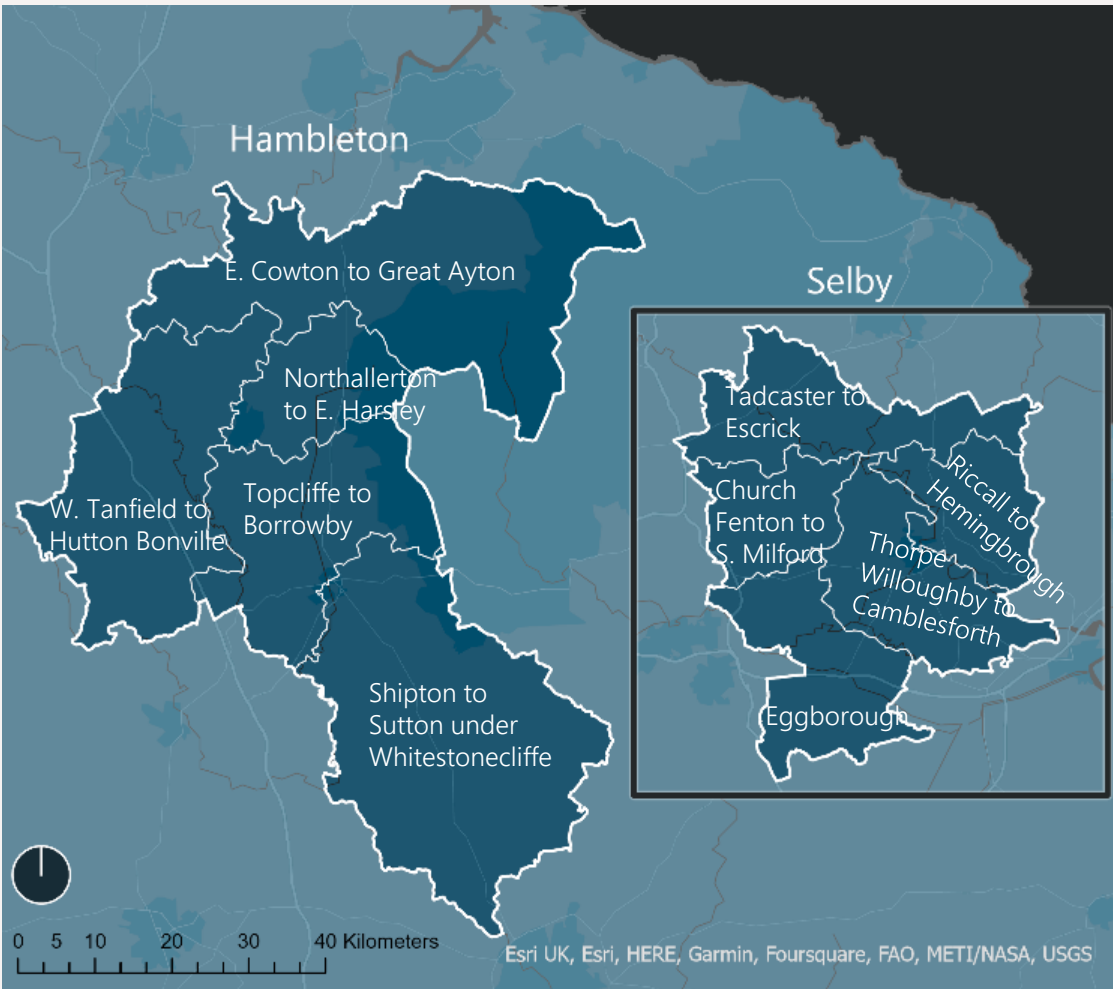 Hambleton
E. Cowton to Great Ayton
Northallerton
to E. Harsley
W. Tanfield to
Hutton Bonville
Topcliffe to
Borrowby
Shipton to
Sutton under
Whitestonecliffe
Selby
Tadcaster to
Escrick
Church
Fenton to
S. Milford
Riccall to
Hemingbrough
Thorpe
Willoughby to
Camblesforth
Eggborough
0 5 10 20 30 40 Kilometers
Esri UK, Esri, HERE, Garmin, Foursquare, FAO, METI/NASA, USGS